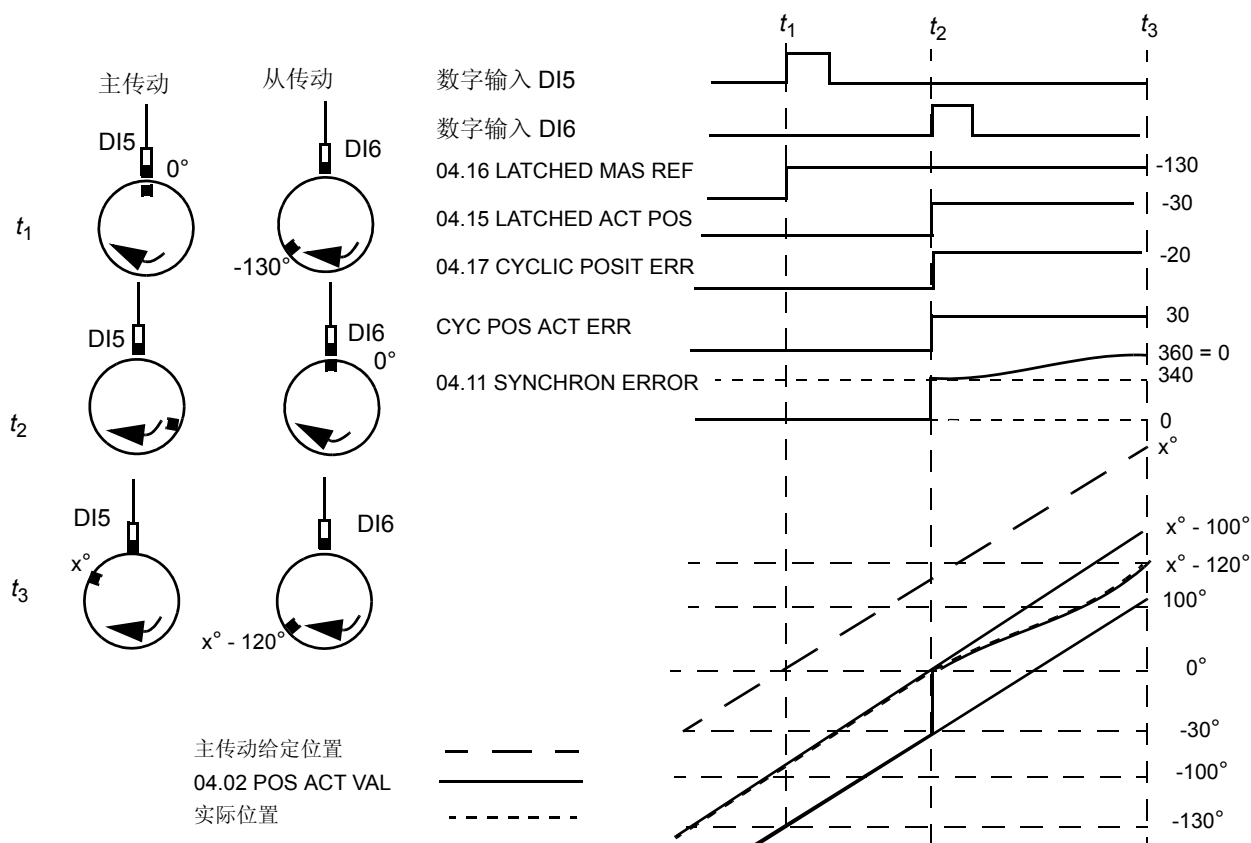 t1 t2 t3
主传动 从传动
数字输入 DI5
数字输入 DI6
04.16 LATCHED MAS REF -130
04.15 LATCHED ACT POS -30
04.17 CYCLIC POSIT ERR -20
CYC POS ACT ERR 30
360 = 0
340
04.11 SYNCHRON ERROR
0
DI5 DI6
0°
t1
-130°
DI5 DI6
0°
t2
DI5 DI6
x°
t3
x° - 120°
x°
x° - 100°
x° - 120°
100°
0°
-30°
-100°
-130°
主传动给定位置
04.02 POS ACT VAL
实际位置